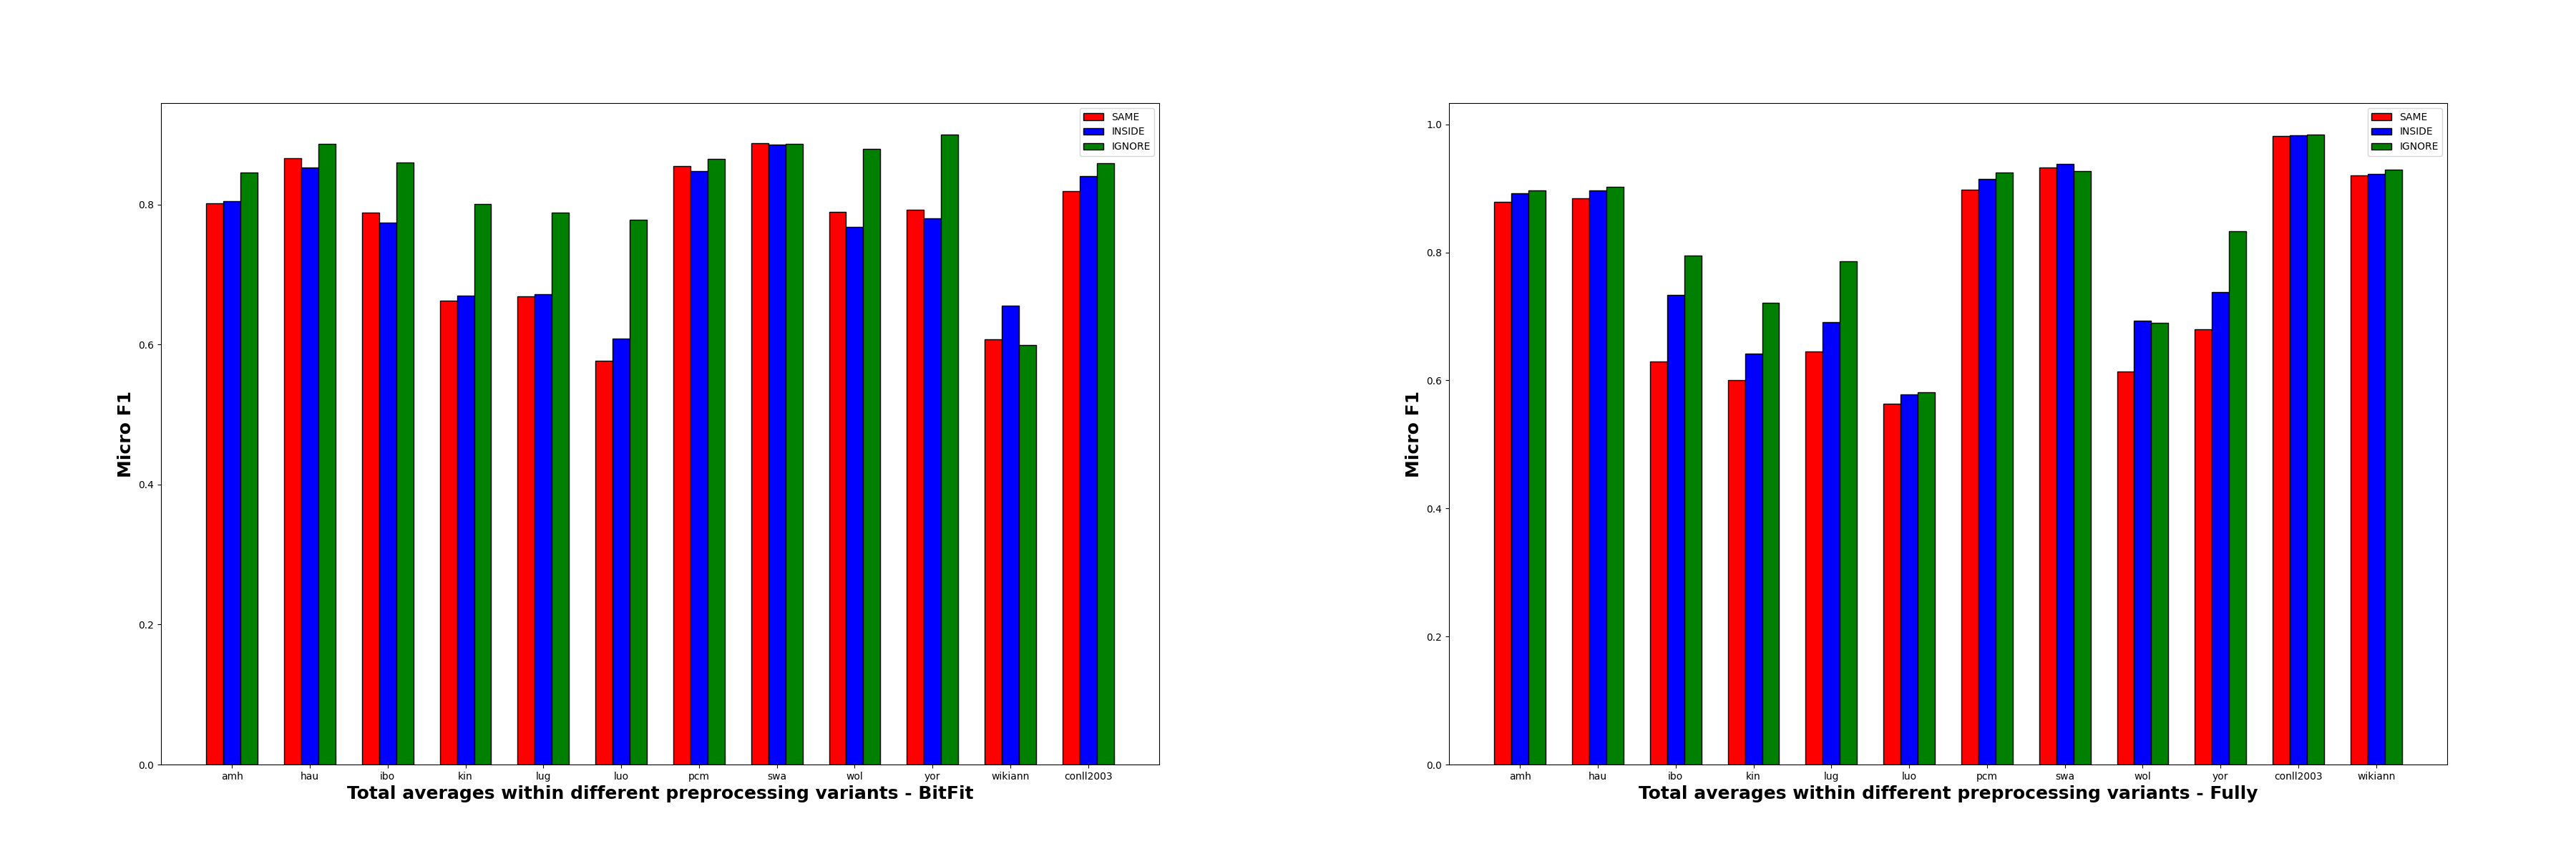 SAME
INSIDE
IGNORE
0.8
0.6
0.4
0.2
0.0
Micro F1
amh hau ibo kin lug luo pcm swa wol yor wikiann conll2003
Total averages within different preprocessing variants - BitFit
SAME
INSIDE
IGNORE
1.0
0.8
0.6
0.4
0.2
0.0
Micro F1
amh hau ibo kin lug luo pcm swa wol yor conll2003 wikiann
Total averages within different preprocessing variants - Fully